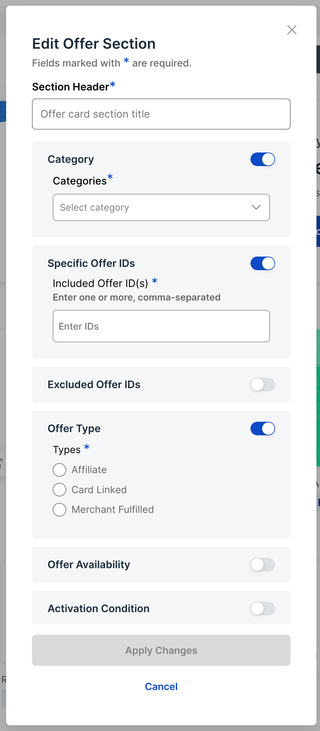 Edit Offer Section
Fields marked with * are required.
Section Header*
Offer card section title
Category
Categories*
Select category
Specific Offer IDs
Included Offer ID(s) *
Enter one or more, comma-separated
Enter IDs
Excluded Offer IDs
Offer Type
Types *
Affiliate
Card Linked
Merchant Fulfilled
Offer Availability
Activation Condition
Apply Changes
Cancel